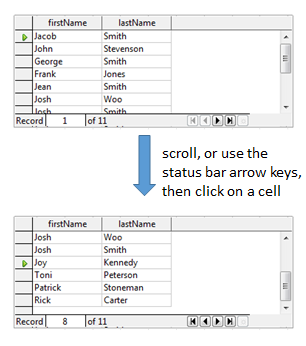 firstName lastName
Jacob Smith
John Stevenson
George Smith
Frank Jones
Jean Smith
Josh Woo
Josh Smith
Record 1 of 11
scroll, or use the
status bar arrow keys,
then click on a cell
firstName lastName
Josh Woo
Josh Smith
Joy Kennedy
Toni Peterson
Patrick Stoneman
Rick Carter
Record 8 of 11